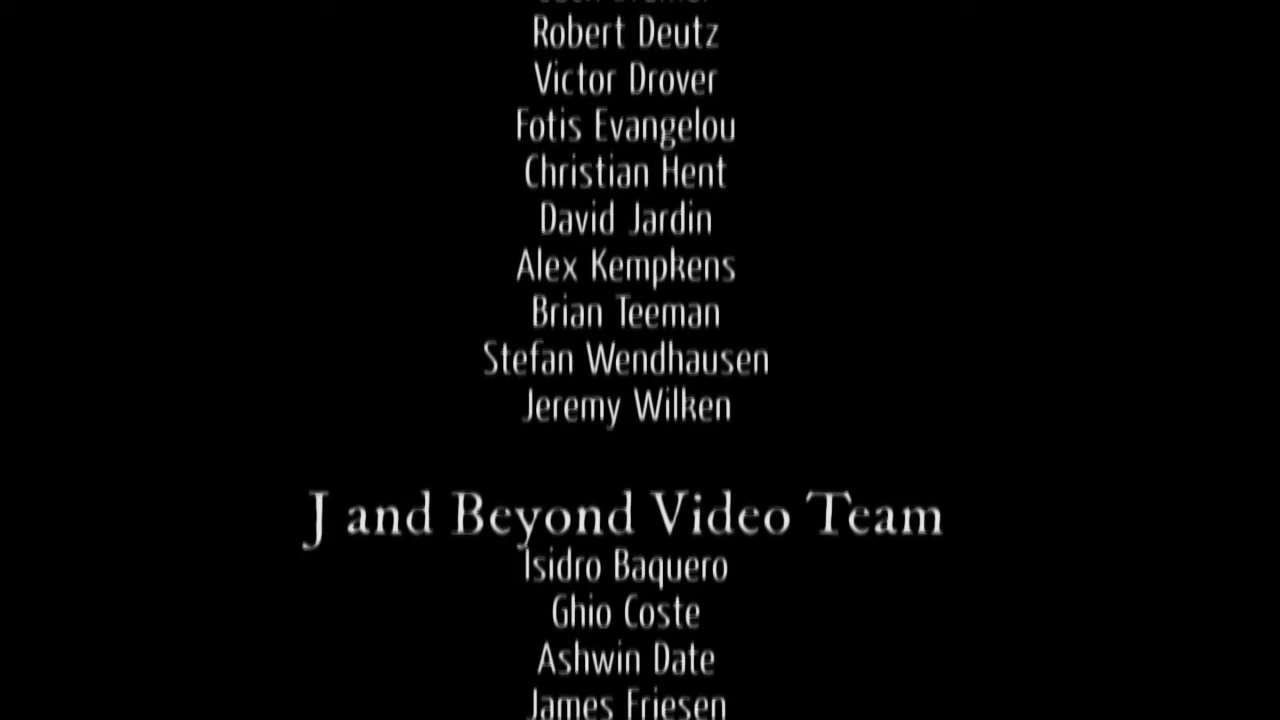 Robert Deutz
Victor Drover
Fotis Evangelou
Christian Hent
David Jardin
Alex Kempkens
Brian Teeman
Stefan Wendhausen
Jeremy Wilken
J and Beyond Video Team
Isidro Baquero
Ghio Coste
Ashwin Date
James Friesen